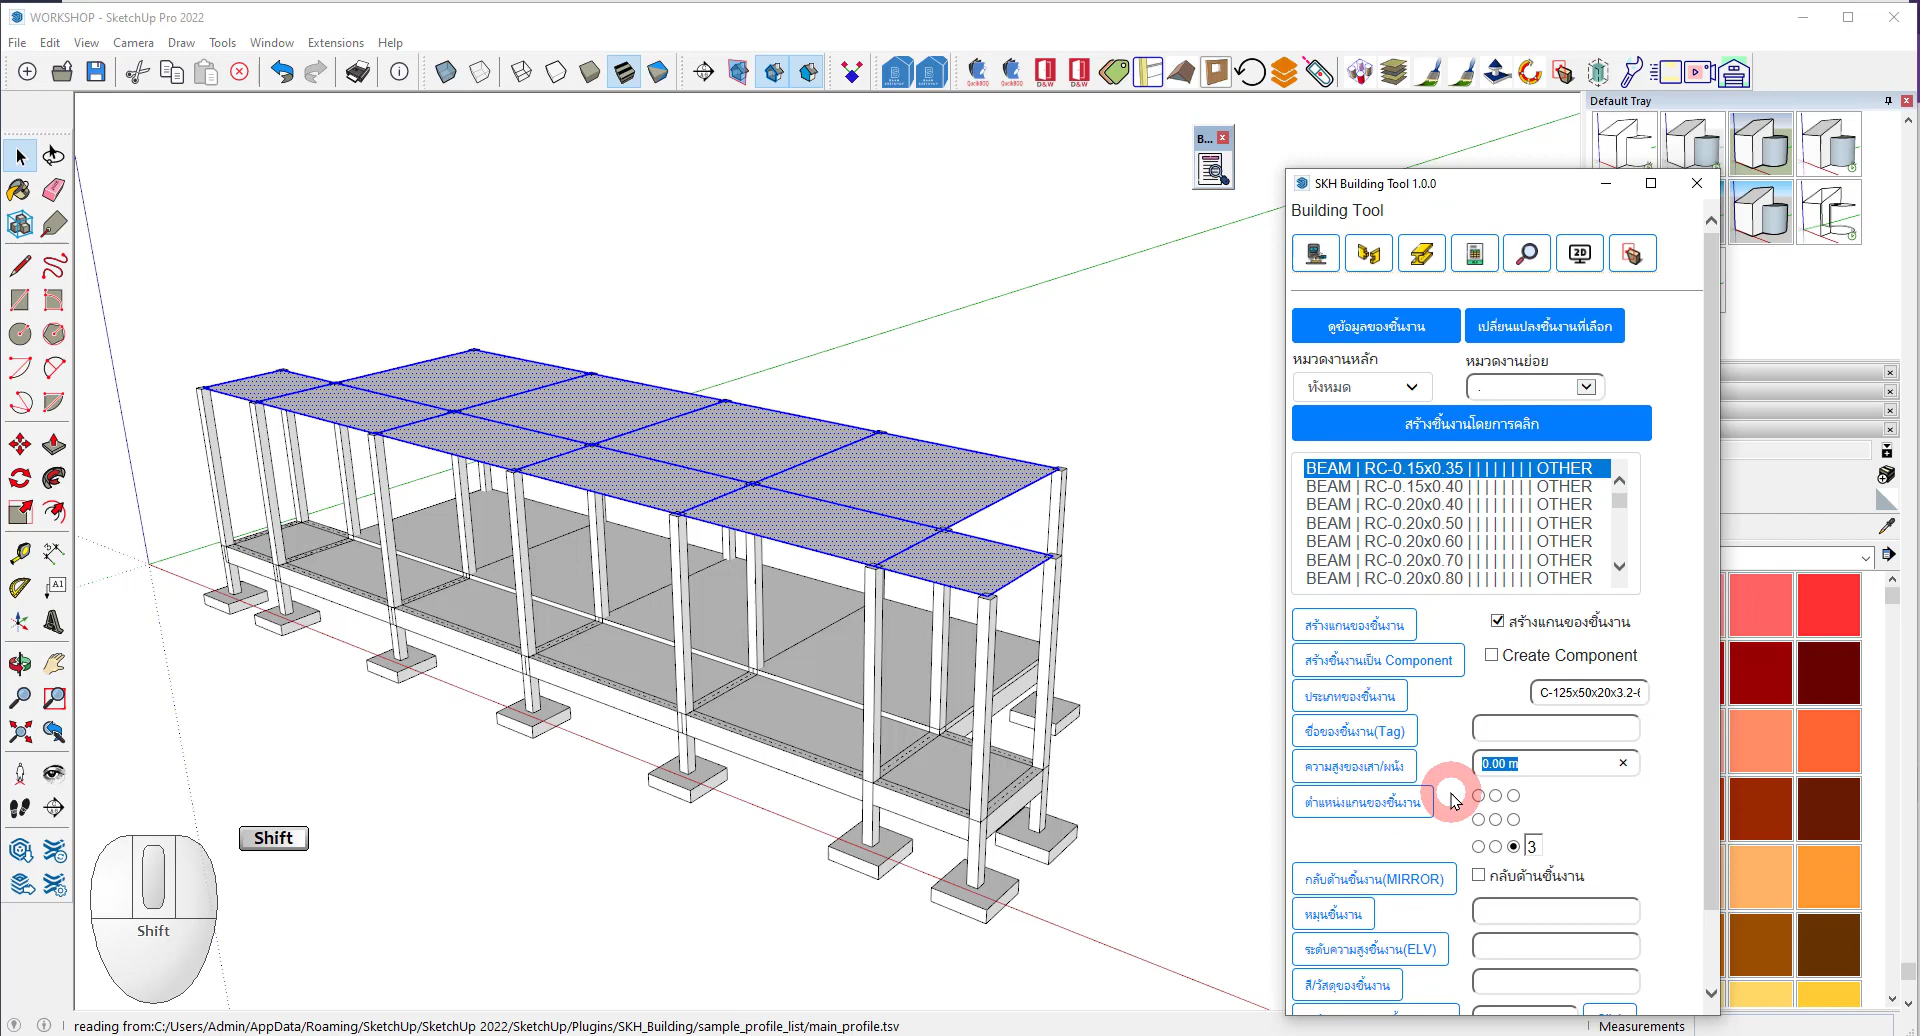 WORKSHOP - SketchUp Pro 2022
File Edit View Camera Draw Tools Window Extensions Help
D&W D&W
Default Tray
B...
SKH Building Tool 1.0.0
Building Tool
2D
ดูข้อมูลของชิ้นงาน เปลี่ยนแปลงชิ้นงานที่เลือก
หมวดงานหลัก หมวดงานย่อย
ทั้งหมด .
สร้างชิ้นงานโดยการคลิก
BEAM | RC-0.15x0.35 | | | | | | | | OTHER
BEAM | RC-0.15x0.40 | | | | | | | | OTHER
BEAM | RC-0.20x0.40 | | | | | | | | OTHER
BEAM | RC-0.20x0.50 | | | | | | | | OTHER
BEAM | RC-0.20x0.60 | | | | | | | | OTHER
BEAM | RC-0.20x0.70 | | | | | | | | OTHER
BEAM | RC-0.20x0.80 | | | | | | | | OTHER
สร้างแกนของชิ้นงาน สร้างแกนของชิ้นงาน
สร้างชิ้นงานเป็น Component Create Component
ประเภทของชิ้นงาน C-125x50x20x3.2-6
ชื่อของชิ้นงาน(Tag)
ความสูงของเสา/ผนัง 0.00 m
ตำแหน่งแกนของชิ้นงาน
3
กลับด้านชิ้นงาน(MIRROR) กลับด้านชิ้นงาน
หมุนชิ้นงาน
ระดับความสูงชิ้นงาน(ELV)
สี/วัสดุของชิ้นงาน
A1
Shift
Shift
reading from:C:/Users/Admin/AppData/Roaming/SketchUp/SketchUp 2022/SketchUp/Plugins/SKH_Building/sample_profile_list/main_profile.tsv
Measurements